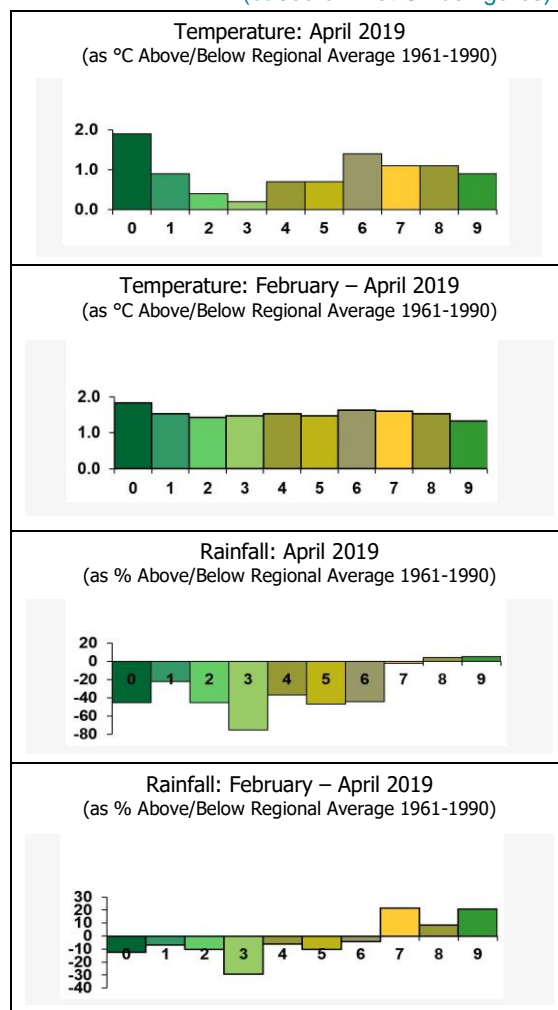 Temperature: April 2019
(as °C Above/Below Regional Average 1961-1990)
2.0
1.0
0.0
0 1 2 3 4 5 6 7 8 9
Temperature: February – April 2019
(as °C Above/Below Regional Average 1961-1990)
2.0
1.0
0.0
0 1 2 3 4 5 6 7 8 9
Rainfall: April 2019
(as % Above/Below Regional Average 1961-1990)
20
0
-20
-40
-60
-80
0 1 2 3 4 5 6 7 8 9
Rainfall: February – April 2019
(as % Above/Below Regional Average 1961-1990)
30
20
10
0
-10
-20
-30
-40
0 1 2 3 4 5 6 7 8 9